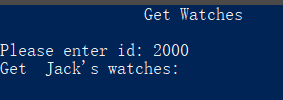 Get Watches
Please enter id: 2000
Get  Jack's watches: